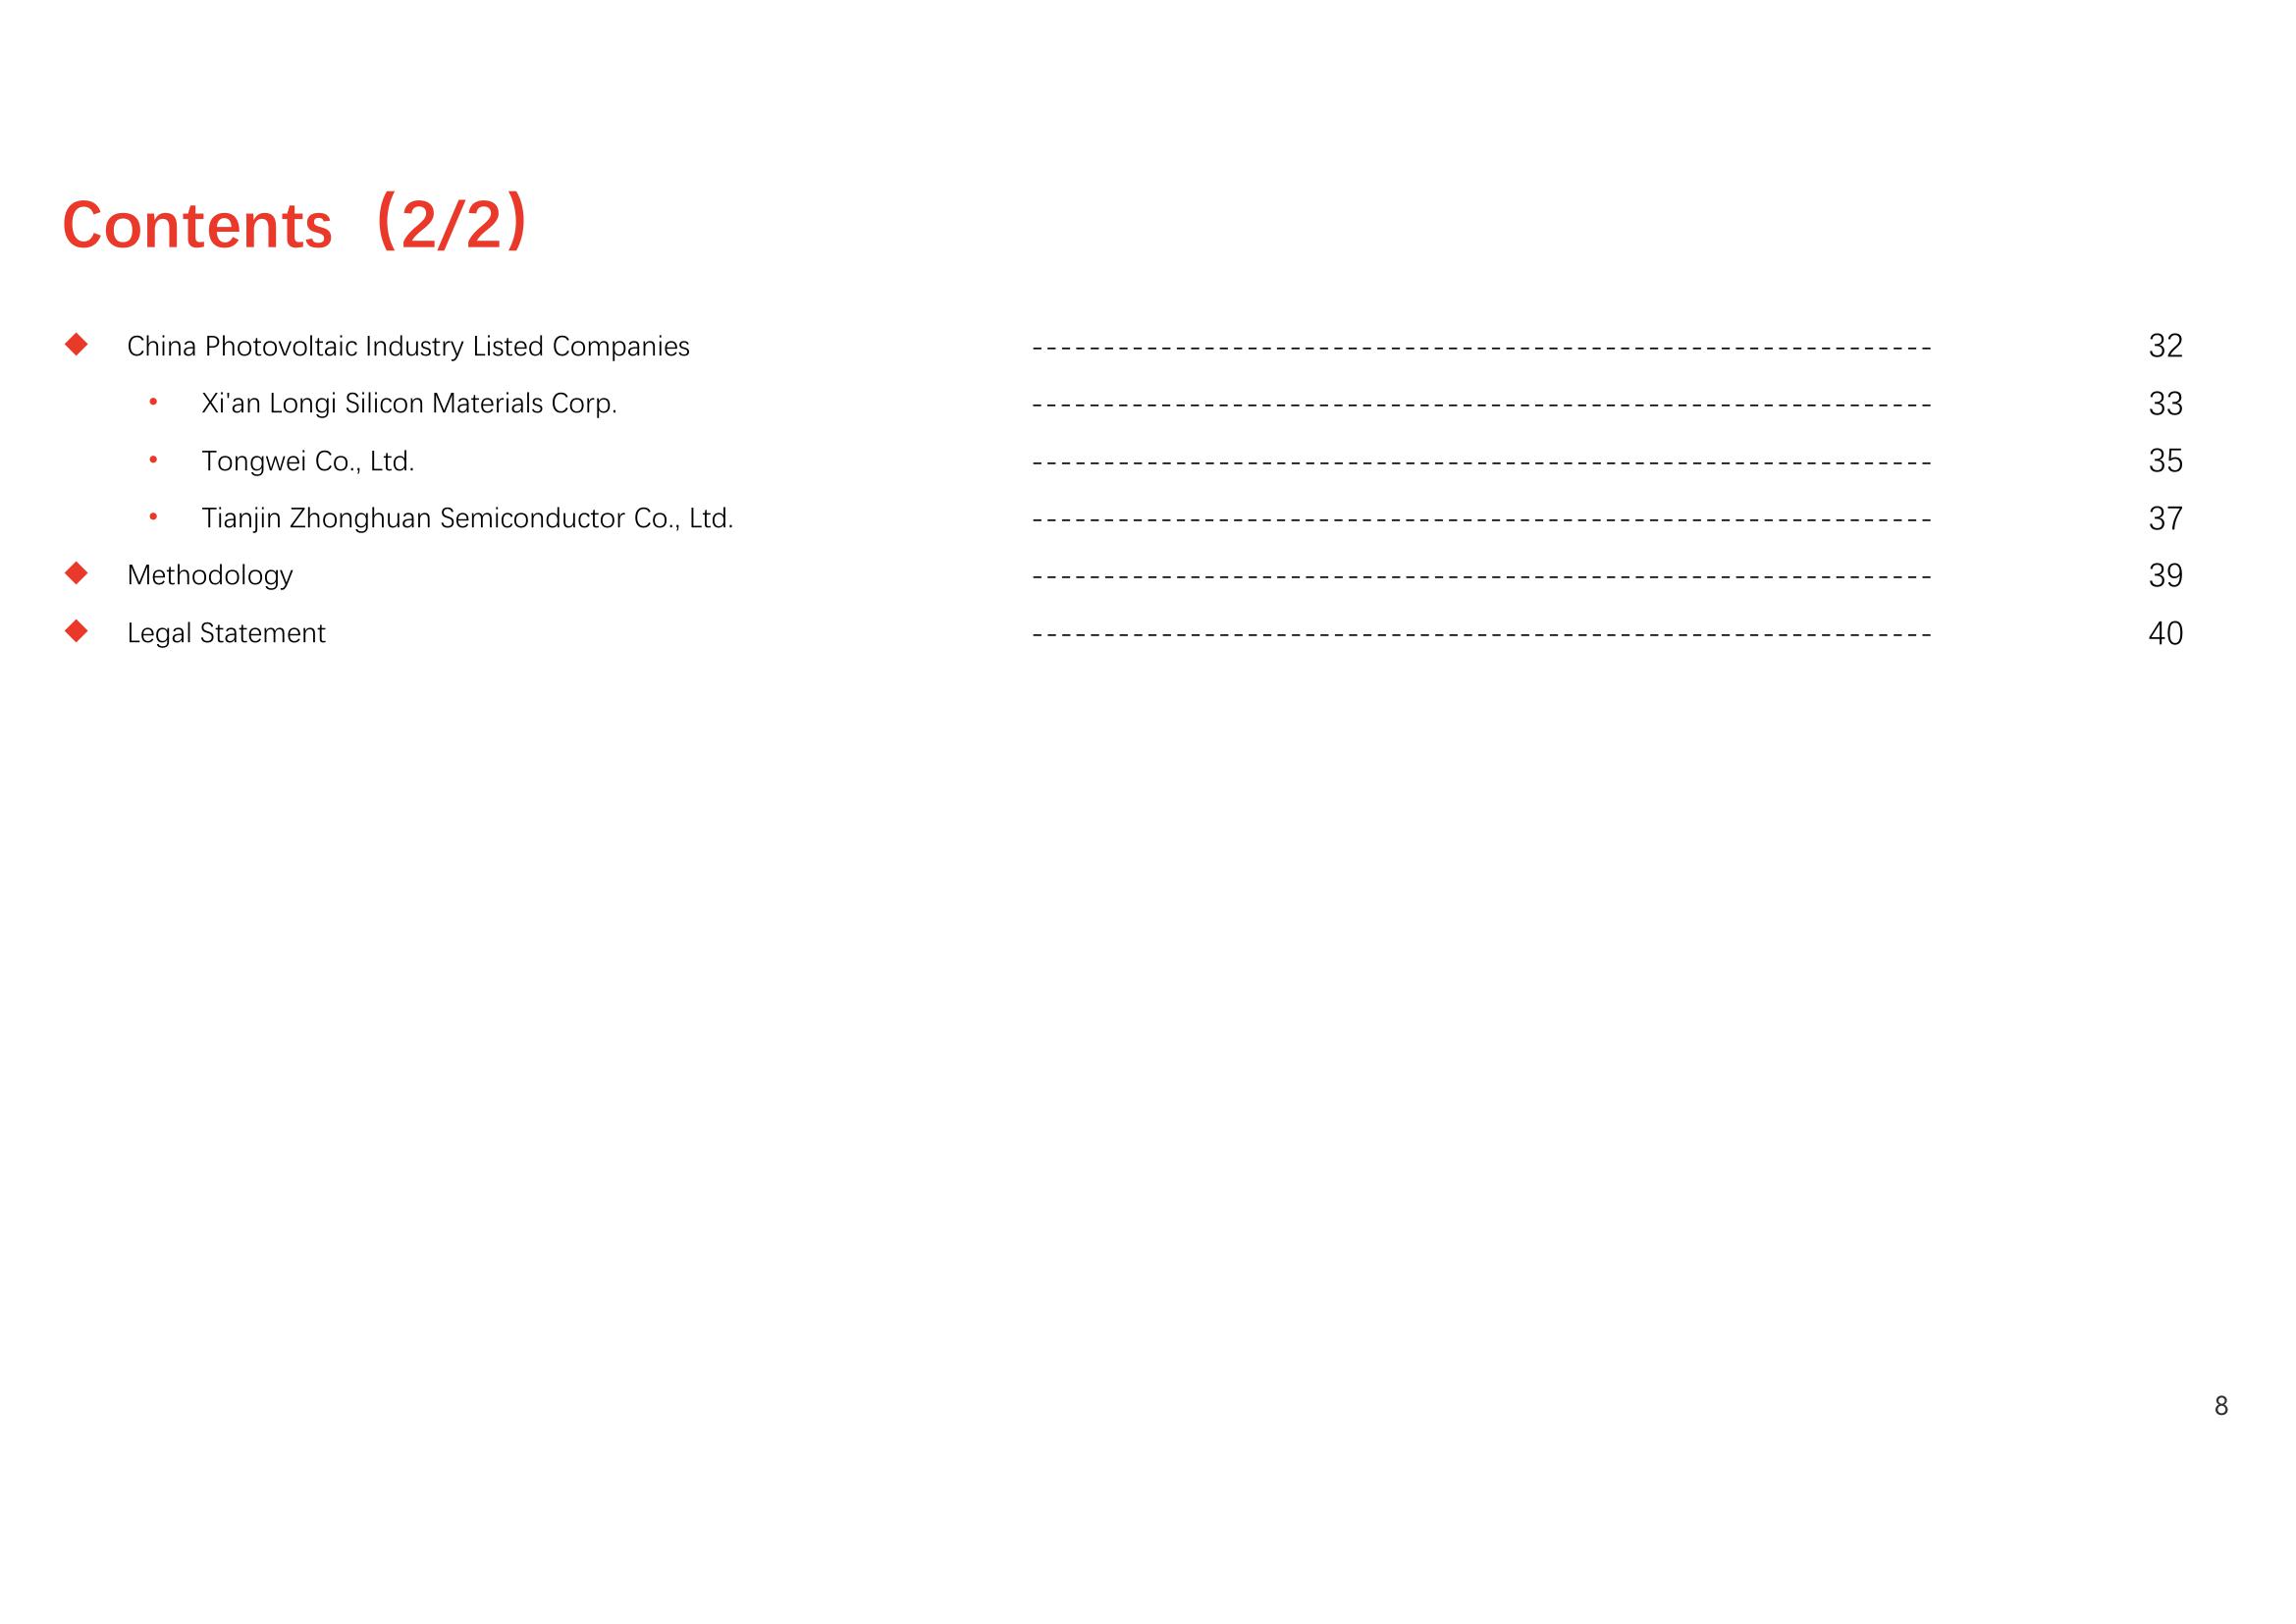 Contents (2/2)
◆ China Photovoltaic Industry Listed Companies ---------------------------------------------------------------- 32
• Xi'an Longi Silicon Materials Corp. ---------------------------------------------------------------- 33
• Tongwei Co., Ltd. ---------------------------------------------------------------- 35
• Tianjin Zhonghuan Semiconductor Co., Ltd. ---------------------------------------------------------------- 37
◆ Methodology ---------------------------------------------------------------- 39
◆ Legal Statement ---------------------------------------------------------------- 40
8